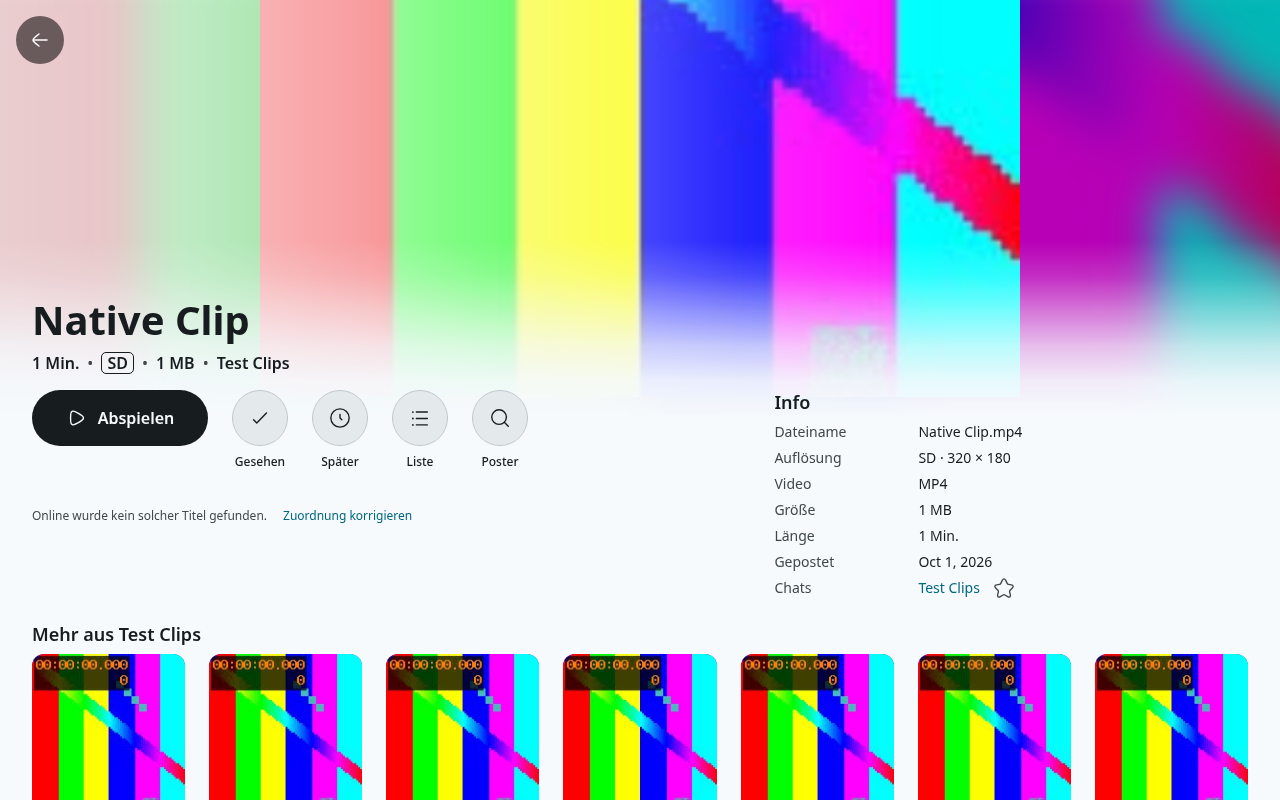 Native Clip
1 Min. • SD • 1 MB • Test Clips
Abspielen
Gesehen
Später
Liste
Poster
Online wurde kein solcher Titel gefunden. Zuordnung korrigieren
Info
Dateiname Native Clip.mp4
Auflösung SD · 320 × 180
Video MP4
Größe 1 MB
Länge 1 Min.
Gepostet Oct 1, 2026
Chats Test Clips
Mehr aus Test Clips
00:00:00.000
0
00:00:00.000
0
00:00:00.000
0
00:00:00.000
0
00:00:00.000
0
00:00:00.000
0
00:00:00.000
0